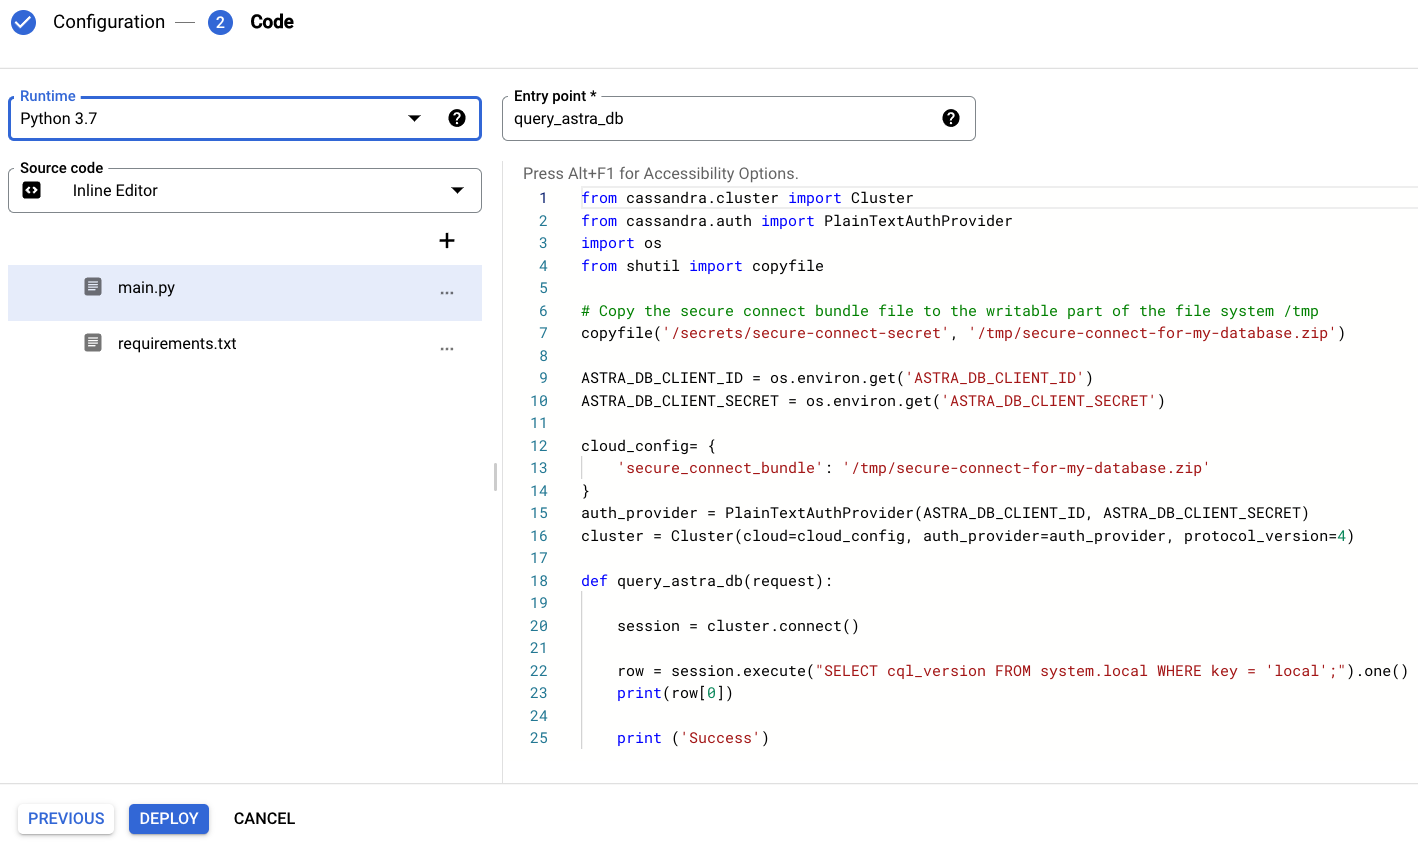 Configuration — 2 Code
Runtime
Python 3.7
Entry point *
query_astra_db
Source code
Inline Editor
+
main.py ...
requirements.txt ...
Press Alt+F1 for Accessibility Options.
1 from cassandra.cluster import Cluster
2 from cassandra.auth import PlainTextAuthProvider
3 import os
4 from shutil import copyfile
5
6 # Copy the secure connect bundle file to the writable part of the file system /tmp
7 copyfile('/secrets/secure-connect-secret', '/tmp/secure-connect-for-my-database.zip')
8
9 ASTRA_DB_CLIENT_ID = os.environ.get('ASTRA_DB_CLIENT_ID')
10 ASTRA_DB_CLIENT_SECRET = os.environ.get('ASTRA_DB_CLIENT_SECRET')
11
12 cloud_config= {
13     'secure_connect_bundle': '/tmp/secure-connect-for-my-database.zip'
14 }
15 auth_provider = PlainTextAuthProvider(ASTRA_DB_CLIENT_ID, ASTRA_DB_CLIENT_SECRET)
16 cluster = Cluster(cloud=cloud_config, auth_provider=auth_provider, protocol_version=4)
17
18 def query_astra_db(request):
19
20     session = cluster.connect()
21
22     row = session.execute("SELECT cql_version FROM system.local WHERE key = 'local';").one()
23     print(row[0])
24
25     print ('Success')
PREVIOUS DEPLOY CANCEL